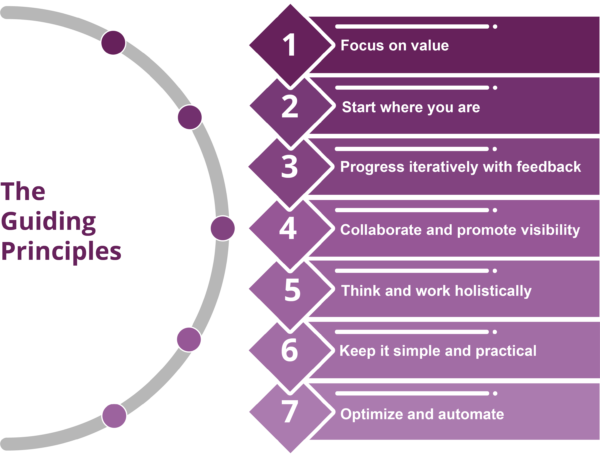 The
Guiding
Principles
1
Focus on value
2
Start where you are
3
Progress iteratively with feedback
4
Collaborate and promote visibility
5
Think and work holistically
6
Keep it simple and practical
7
Optimize and automate